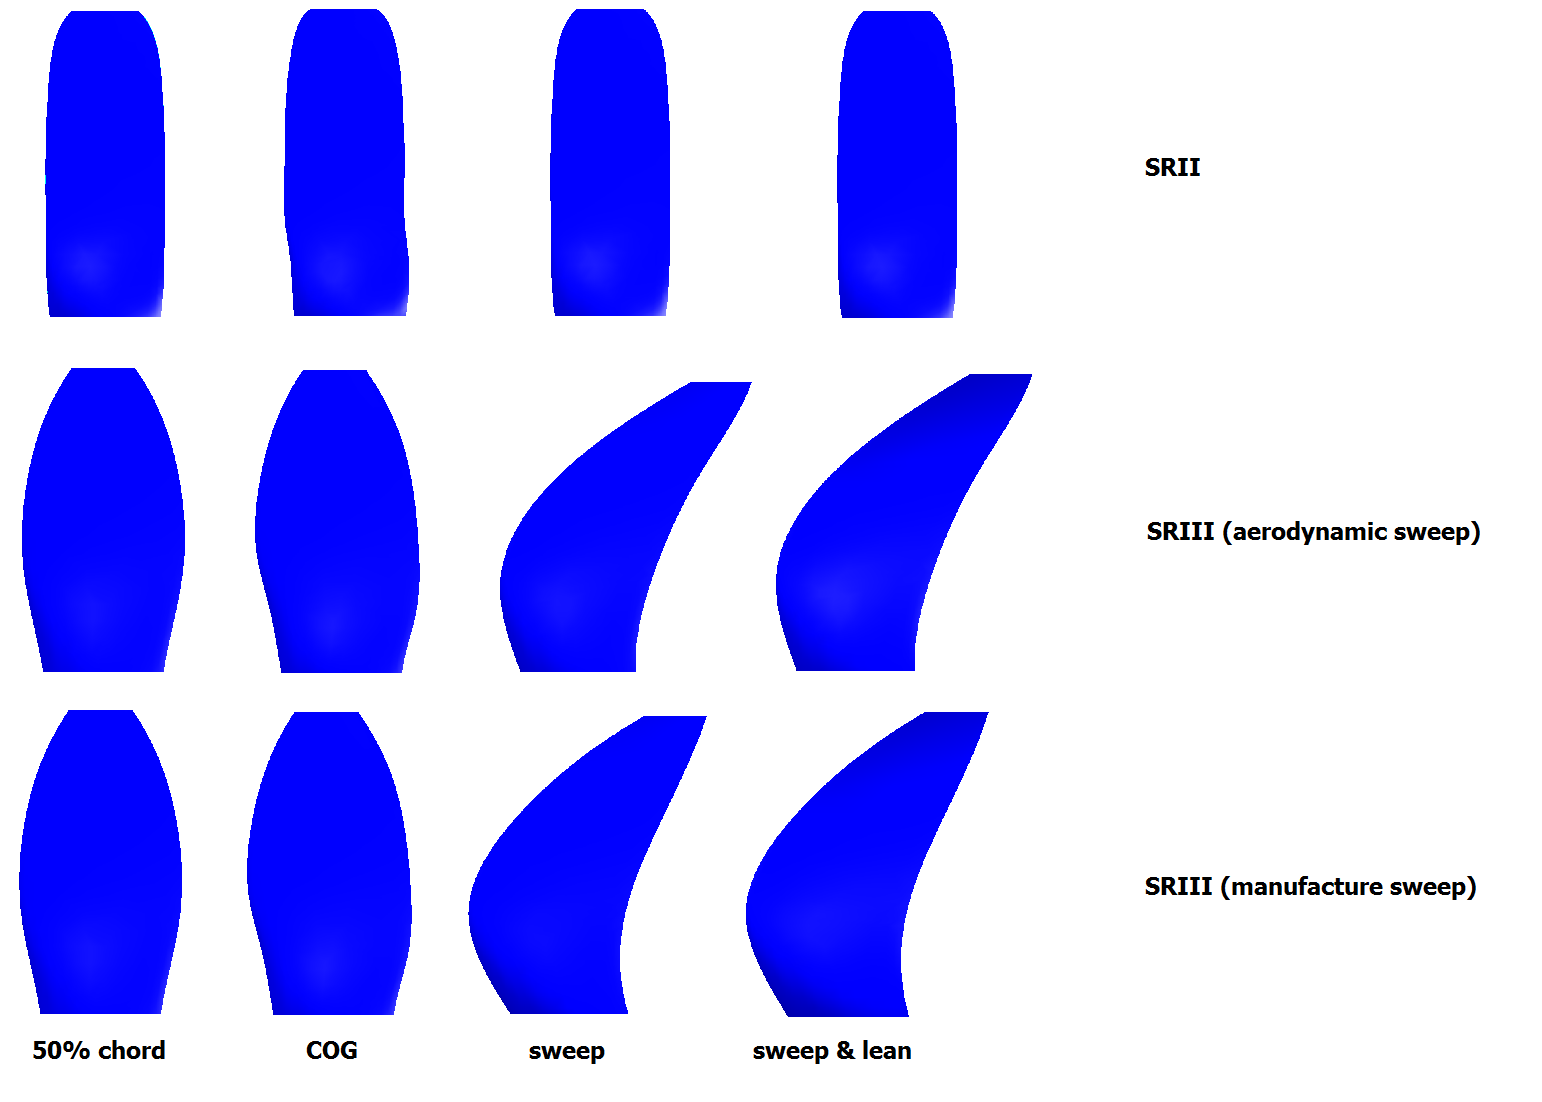 SRII
SRIII (aerodynamic sweep)
SRIII (manufacture sweep)
50% chord
COG
sweep
sweep & lean